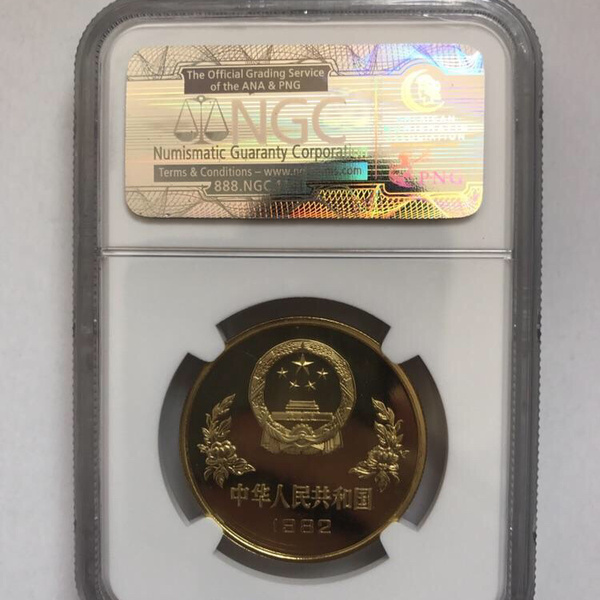 The Official Grading Service
of the ANA & PNG
NGC
Numismatic Guaranty Corporation
Terms & Conditions –
888.NGC.
PNG
中华人民共和国
1982